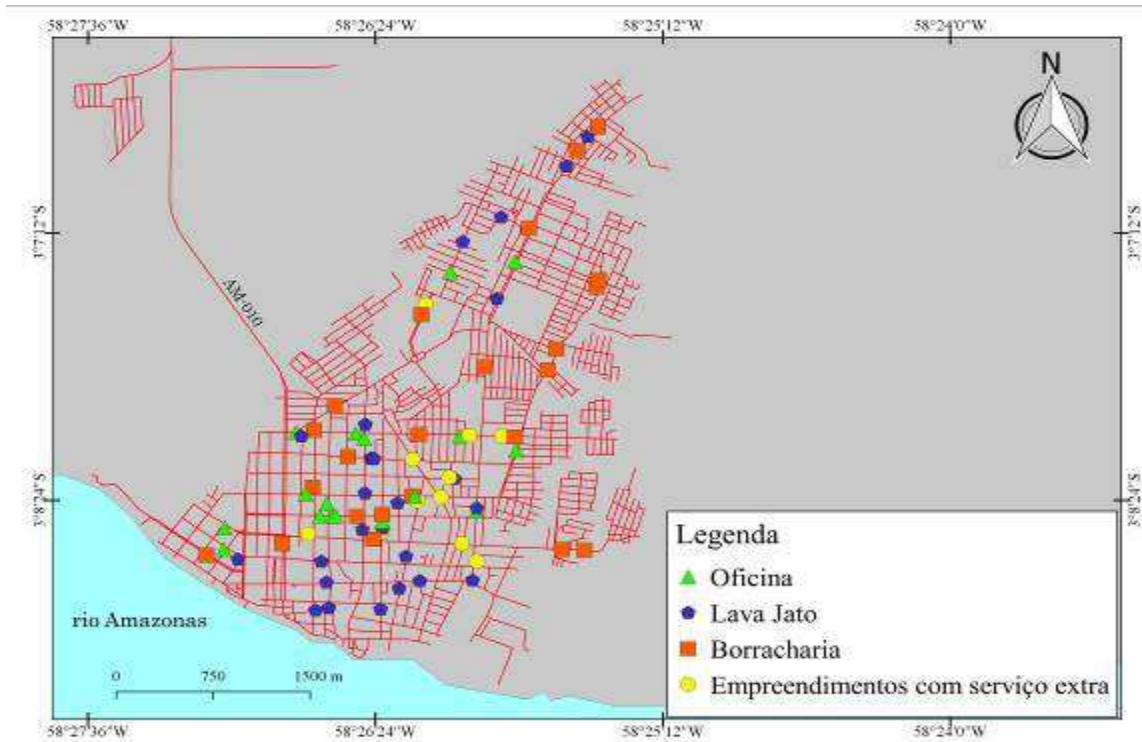 58°27'36"W 58°26'24"W 58°25'12"W 58°24'0"W
N
3°7'12"S 3°7'12"S
AM-010
3°8'24"S 3°8'24"S
Legenda
Oficina
Lava Jato
Borracharia
Empreendimentos com serviço extra
rio Amazonas
0 750 1500 m
58°27'36"W 58°26'24"W 58°25'12"W 58°24'0"W